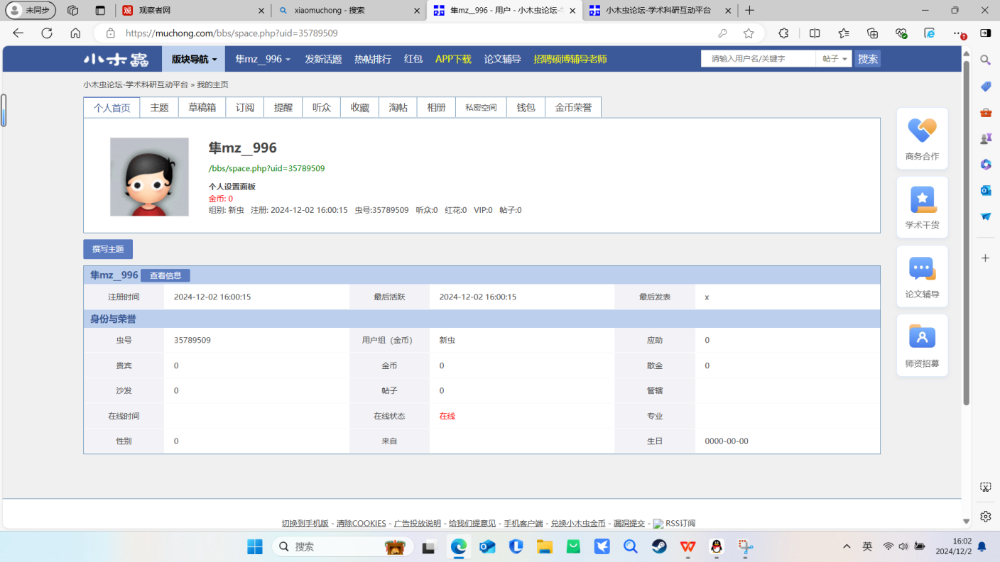 未同步
观察者网
xiaomuchong - 搜索
隼mz__996 - 用户 - 小木虫论坛-学
小木虫论坛-学术科研互动平台
https://muchong.com/bbs/space.php?uid=35789509
小木蟲 版块导航 隼mz__996 发新话题 热帖排行 红包 APP下载 论文辅导 招聘硕博辅导老师 请输入用户名/关键字 帖子 搜索
小木虫论坛-学术科研互动平台 » 我的主页
个人首页 主题 草稿箱 订阅 提醒 听众 收藏 淘帖 相册 私密空间 钱包 金币荣誉
隼mz__996
/bbs/space.php?uid=35789509
个人设置面板
金币: 0
组别: 新虫 注册: 2024-12-02 16:00:15 虫号:35789509 听众:0 红花:0 VIP:0 帖子:0
撰写主题
隼mz__996 查看信息
注册时间 2024-12-02 16:00:15 最后活跃 2024-12-02 16:00:15 最后发表 x
身份与荣誉
虫号 35789509 用户组（金币） 新虫 应助 0
贵宾 0 金币 0 散金 0
沙发 0 帖子 0 管辖
在线时间 在线状态 在线 专业
性别 0 来自 生日 0000-00-00
商务合作
学术干货
论文辅导
师资招募
切换到手机版 - 清除COOKIES - 广告投放说明 - 给我们提意见 - 手机客户端 - 兑换小木虫金币 - 漏洞提交 - RSS订阅
搜索
英
16:02
2024/12/2